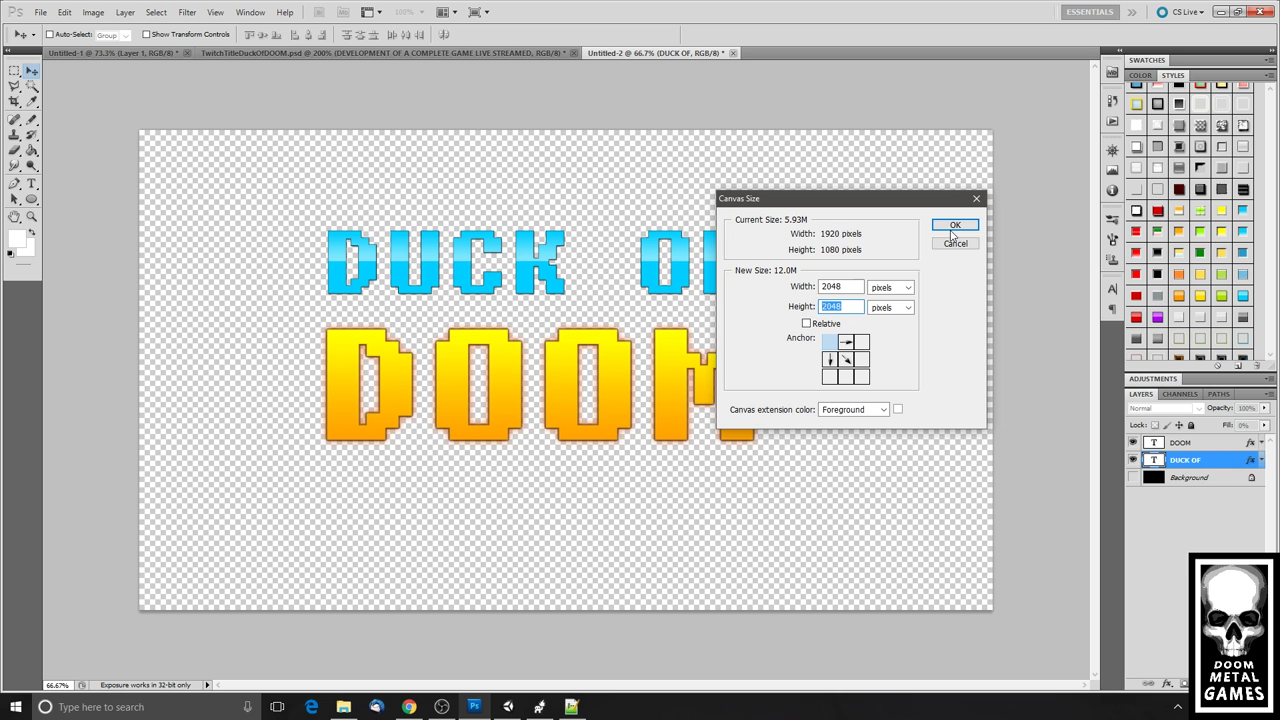 Ps File Edit Image Layer Select Filter Analysis View Window Help 100% ESSENTIALS CS Live
Auto-Select: Group Show Transform Controls
Untitled-1 @ 73.3% (Layer 1, RGB/8) * TwitchTitleDuckOfDOOM.psd @ 200% (DEVELOPMENT OF A COMPLETE GAME LIVE STREAMED, RGB/8) * Untitled-2 @ 66.7% (DUCK OF, RGB/8) *
SWATCHES
COLOR STYLES
DUCK OF
DOOM
Canvas Size
Current Size: 5.93M
Width: 1920 pixels
Height: 1080 pixels
OK
Cancel
New Size: 12.0M
Width: 2048 pixels
Height: 2048 pixels
Relative
Anchor:
Canvas extension color: Foreground
ADJUSTMENTS
LAYERS CHANNELS PATHS
Normal Opacity: 100%
Lock: Fill: 0%
T DOOM fx
T DUCK OF fx
Background
66.67% Exposure works in 32-bit only
Type here to search
DOOM
METAL
GAMES